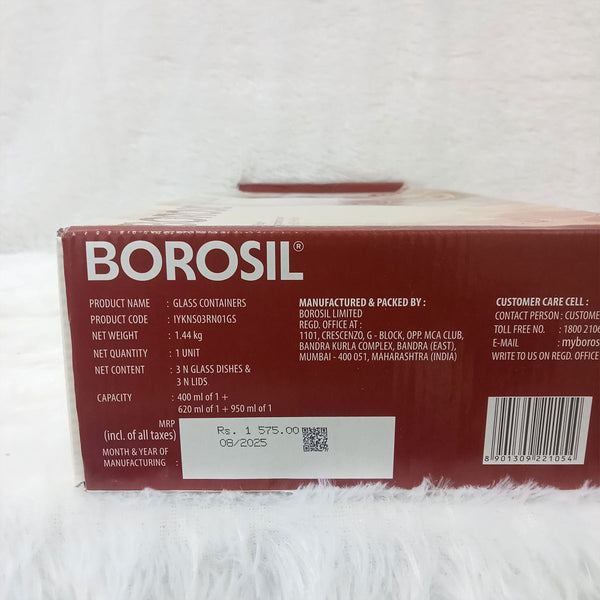 BOROSIL®
PRODUCT NAME : GLASS CONTAINERS
PRODUCT CODE : IYKNS03RN01GS
NET WEIGHT : 1.44 kg
NET QUANTITY : 1 UNIT
NET CONTENT : 3 N GLASS DISHES &
3 N LIDS
CAPACITY : 400 ml of 1 +
620 ml of 1 + 950 ml of 1
MRP
(incl. of all taxes)
Rs. 1 575.00
08/2025
MONTH & YEAR OF
MANUFACTURING :
MANUFACTURED & PACKED BY :
BOROSIL LIMITED
REGD. OFFICE AT :
1101, CRESCENZO, G - BLOCK, OPP. MCA CLUB,
BANDRA KURLA COMPLEX, BANDRA (EAST),
MUMBAI - 400 051, MAHARASHTRA (INDIA)
CUSTOMER CARE CELL :
CONTACT PERSON : CUSTOME
TOLL FREE NO. : 1800 2106
E-MAIL : myboros
WRITE TO US ON REGD. OFFICE
8 901309 221054